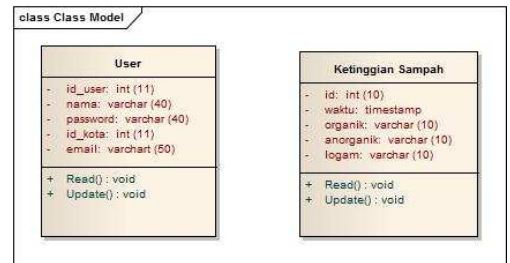 class Class Model
User
- id_user: int (11)
- nama: varchar (40)
- password: varchar (40)
- id_kota: int (11)
- email: varchart (50)
+ Read() : void
+ Update() : void
Ketinggian Sampah
- id: int (10)
- waktu: timestamp
- organik: varchar (10)
- anorganik: varchar (10)
- logam: varchar (10)
+ Read() : void
+ Update() : void